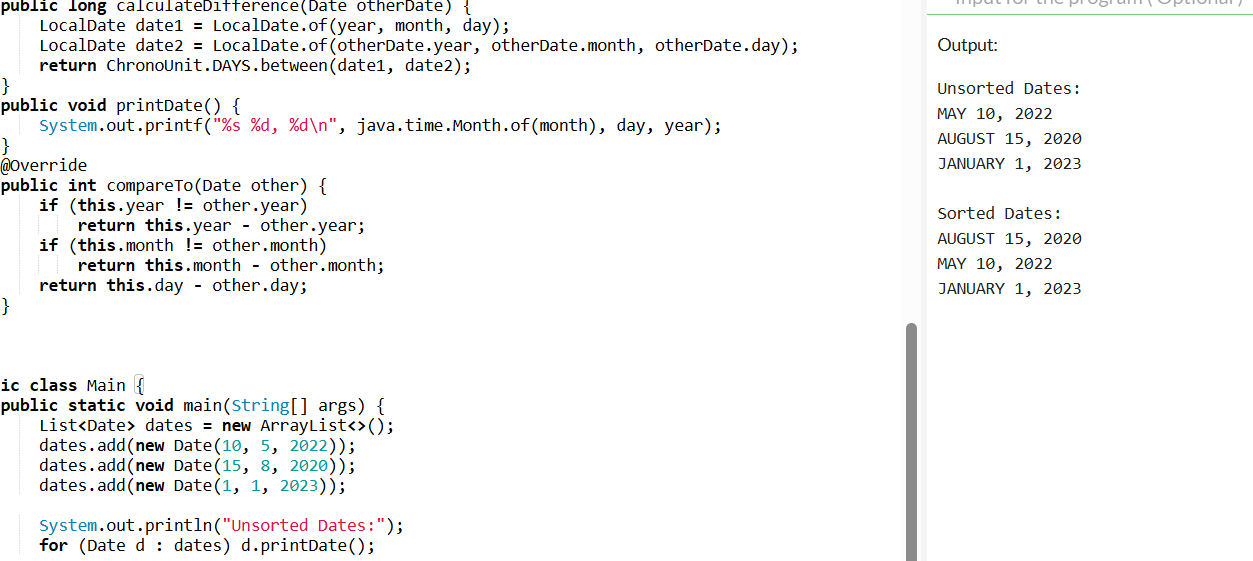 public long calculateDifference(Date otherDate) {
    LocalDate date1 = LocalDate.of(year, month, day);
    LocalDate date2 = LocalDate.of(otherDate.year, otherDate.month, otherDate.day);
    return ChronoUnit.DAYS.between(date1, date2);
}
public void printDate() {
    System.out.printf("%s %d, %d\n", java.time.Month.of(month), day, year);
}
@Override
public int compareTo(Date other) {
    if (this.year != other.year)
        return this.year - other.year;
    if (this.month != other.month)
        return this.month - other.month;
    return this.day - other.day;
}
ic class Main {
public static void main(String[] args) {
    List<Date> dates = new ArrayList<>();
    dates.add(new Date(10, 5, 2022));
    dates.add(new Date(15, 8, 2020));
    dates.add(new Date(1, 1, 2023));
    System.out.println("Unsorted Dates:");
    for (Date d : dates) d.printDate();
Input for the program ( Optional )
Output:
Unsorted Dates:
MAY 10, 2022
AUGUST 15, 2020
JANUARY 1, 2023
Sorted Dates:
AUGUST 15, 2020
MAY 10, 2022
JANUARY 1, 2023